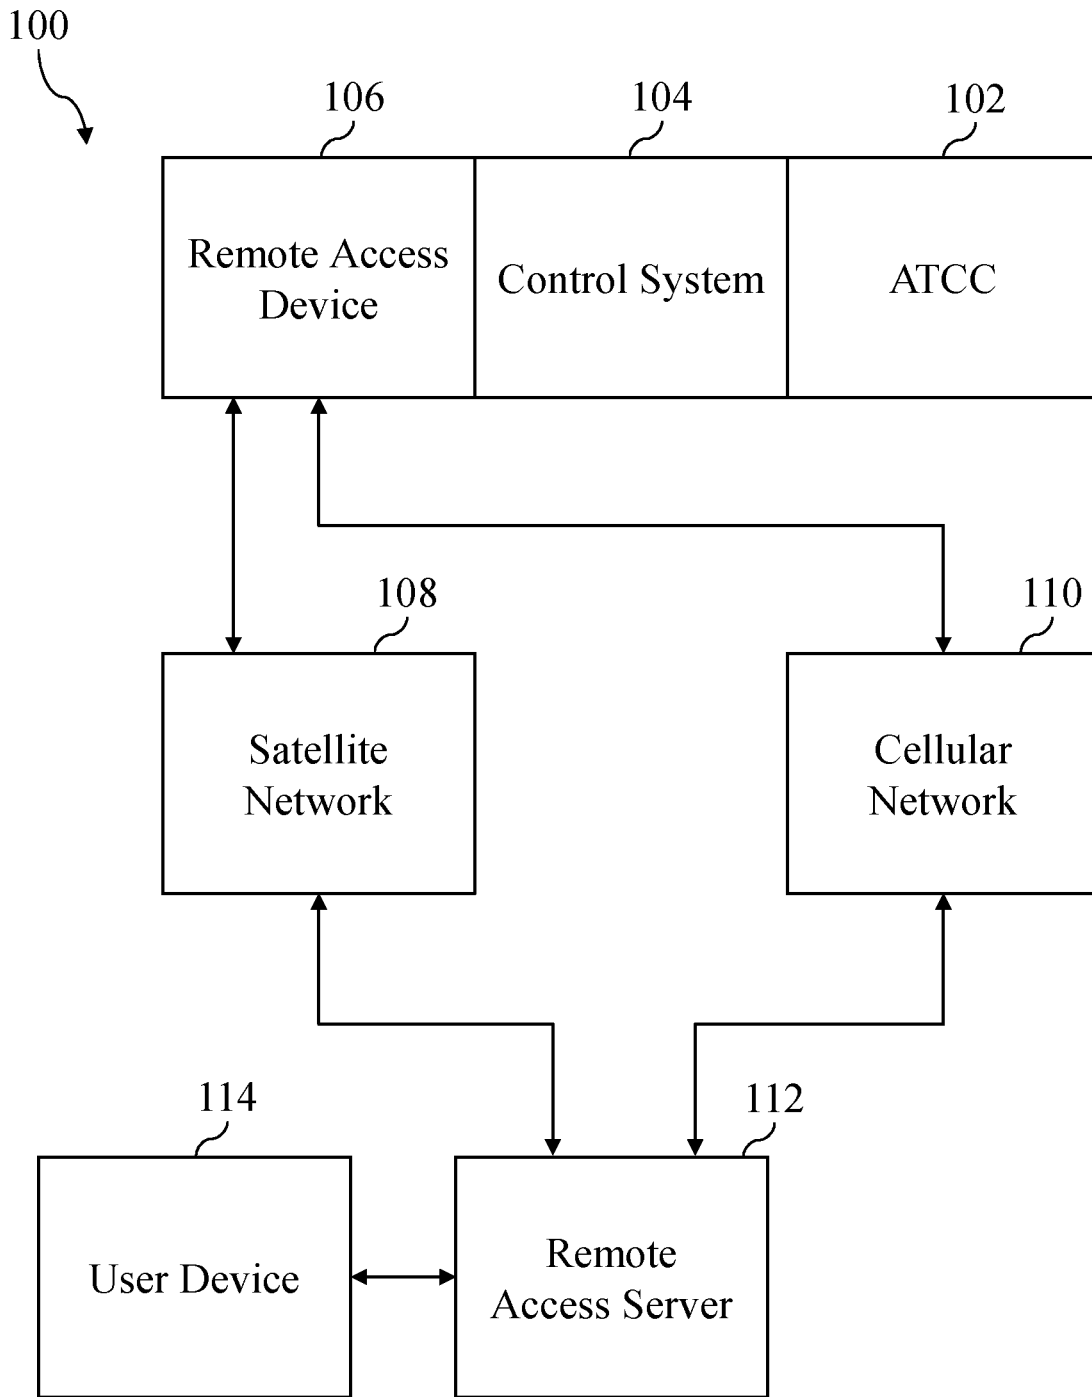 100
106
104
102
Remote Access
Device
Control System
ATCC
108
110
Satellite
Network
Cellular
Network
114
112
User Device
Remote
Access Server